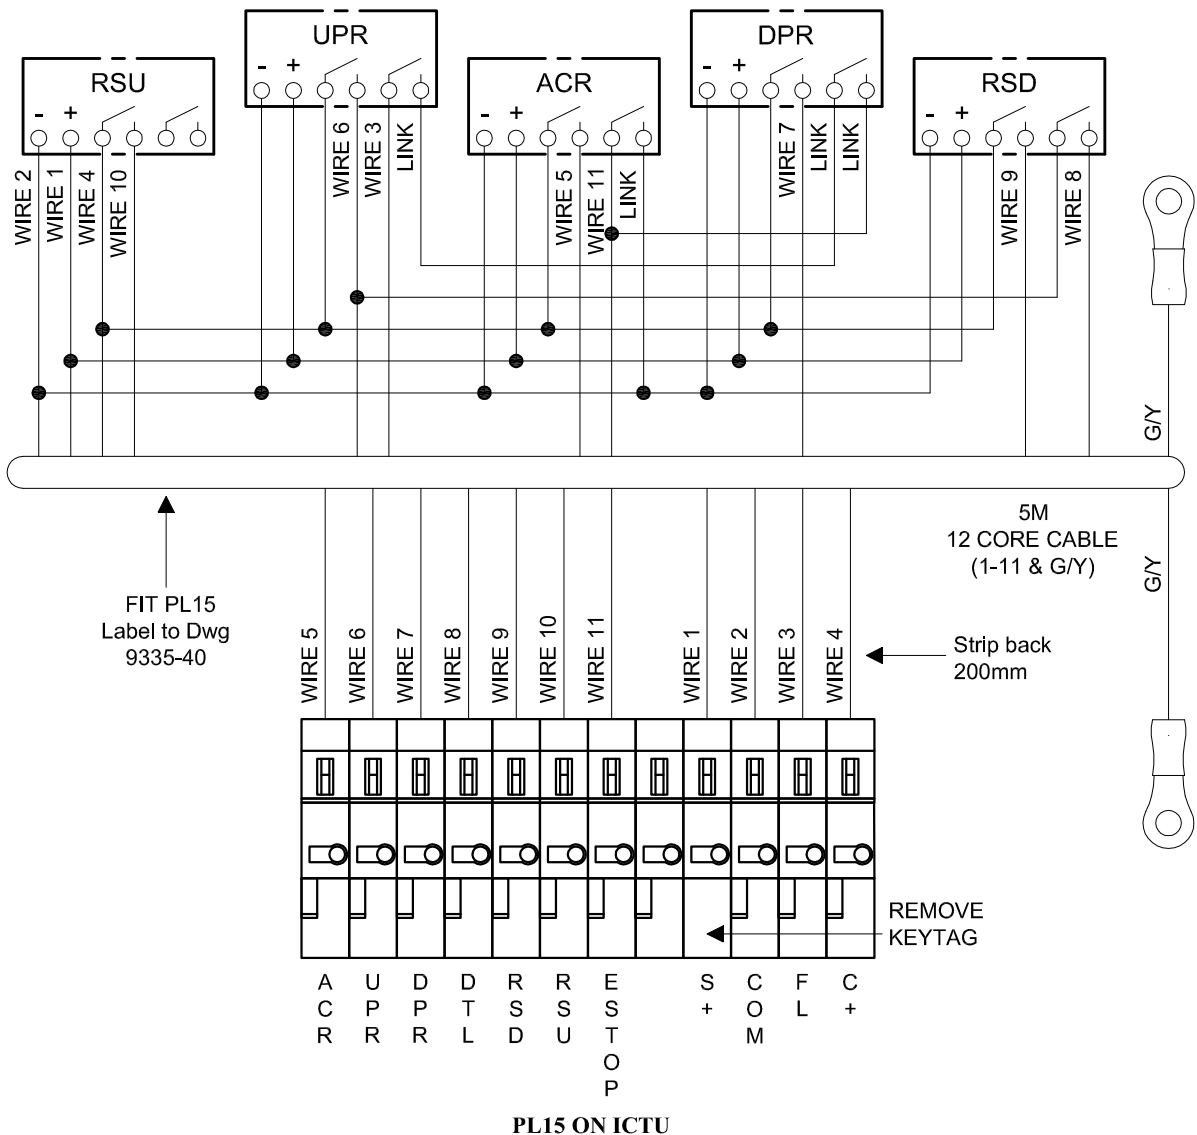 UPR
- +
DPR
- +
RSU
- +
ACR
- +
RSD
- +
WIRE 2
WIRE 1
WIRE 4
WIRE 10
WIRE 6
WIRE 3
LINK
WIRE 5
WIRE 11
LINK
WIRE 7
LINK
LINK
WIRE 9
WIRE 8
G/Y
5M
12 CORE CABLE
(1-11 & G/Y)
G/Y
FIT PL15
Label to Dwg
9335-40
WIRE 5
WIRE 6
WIRE 7
WIRE 8
WIRE 9
WIRE 10
WIRE 11
WIRE 1
WIRE 2
WIRE 3
WIRE 4
Strip back
200mm
REMOVE
KEYTAG
ACR
UPR
DPR
DTL
RSD
RSU
ESTOP
S+
COM
FL
C+
PL15 ON ICTU